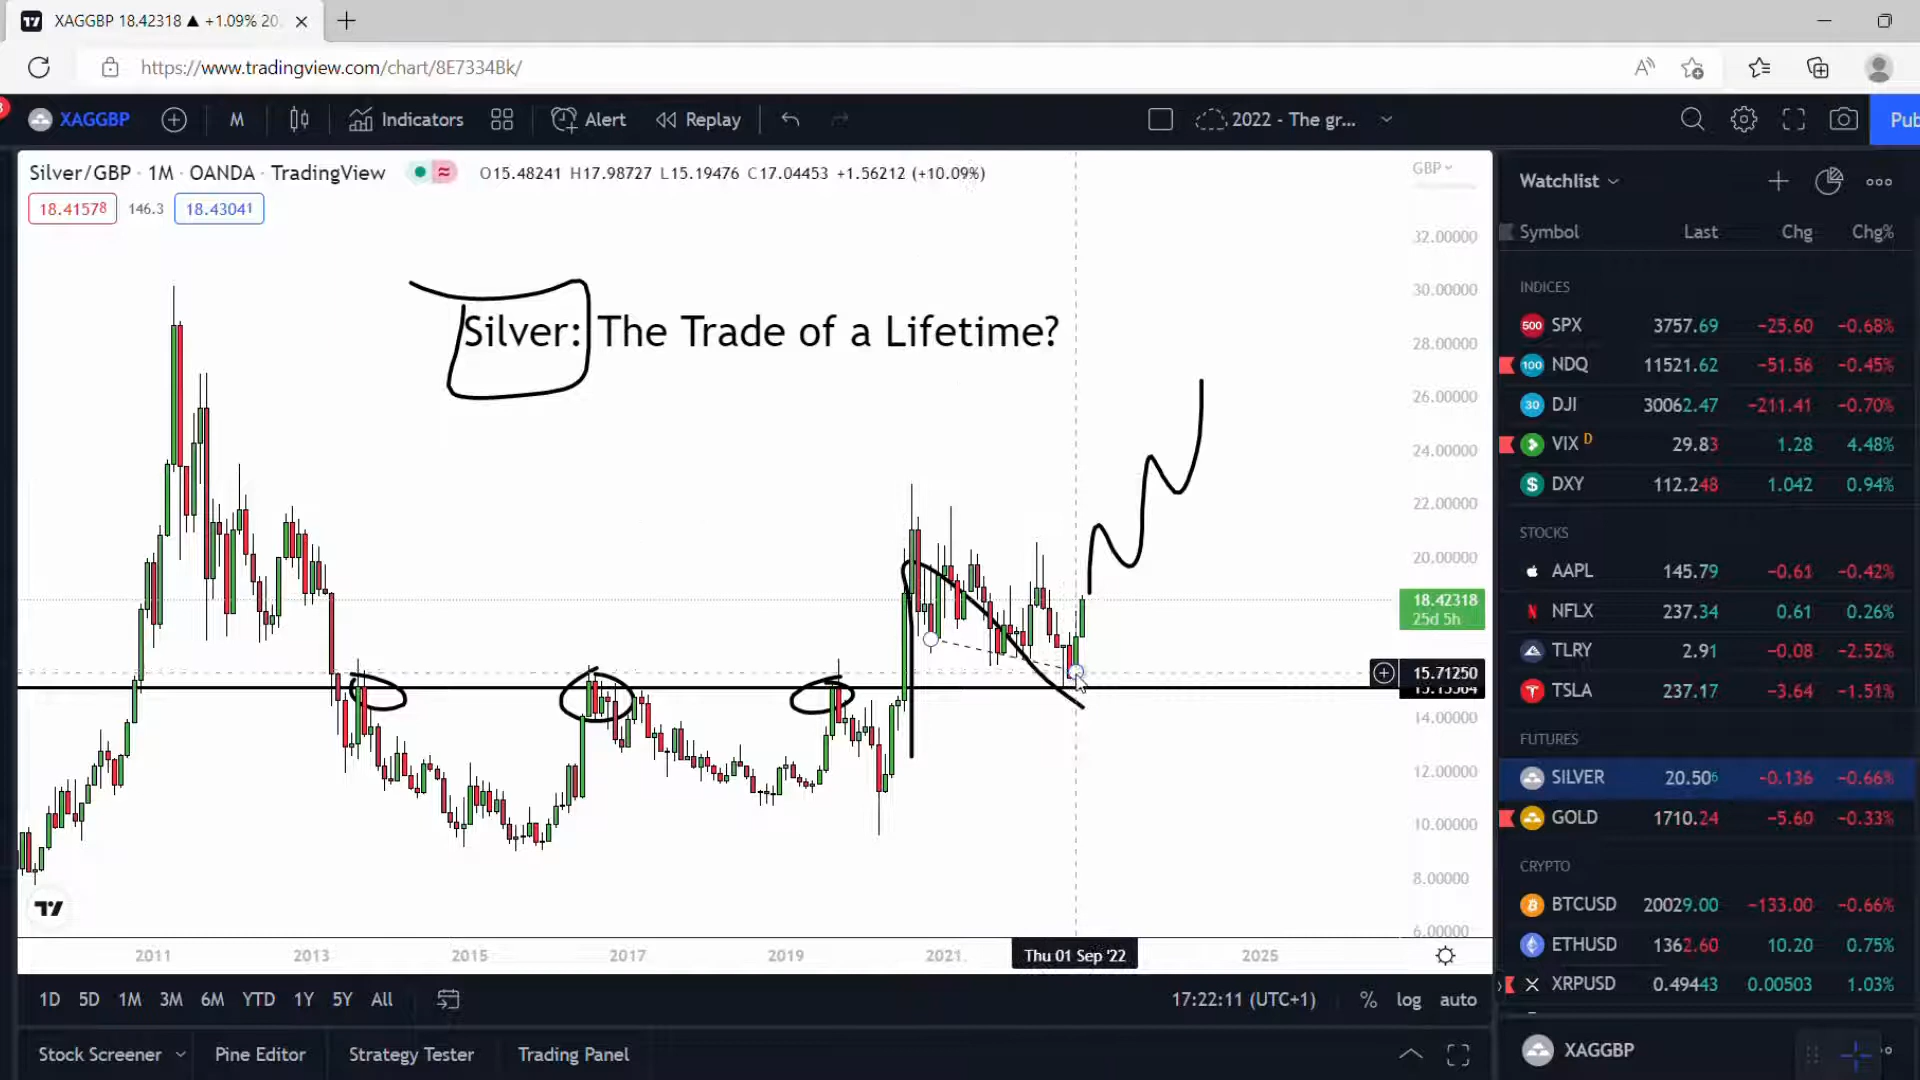 XAGGBP 18.42318 ▲ +1.09% 20
https://www.tradingview.com/chart/8E7334Bk/
XAGGBP M Indicators Alert Replay 2022 - The gr... Pub
Silver/GBP · 1M · OANDA · TradingView O15.48241 H17.98727 L15.19476 C17.04453 +1.56212 (+10.09%)
18.41578 146.3 18.43041
GBP
Silver: The Trade of a Lifetime?
32.00000
30.00000
28.00000
26.00000
24.00000
22.00000
20.00000
18.42318
25d 5h
15.71250
14.00000
12.00000
10.00000
8.00000
6.00000
2011 2013 2015 2017 2019 2021 Thu 01 Sep '22 2025
1D 5D 1M 3M 6M YTD 1Y 5Y All 17:22:11 (UTC+1) % log auto
Stock Screener Pine Editor Strategy Tester Trading Panel
Watchlist
Symbol Last Chg Chg%
INDICES
500 SPX 3757.69 −25.60 −0.68%
100 NDQ 11521.62 −51.56 −0.45%
30 DJI 30062.47 −211.41 −0.70%
VIX D 29.83 1.28 4.48%
$ DXY 112.248 1.042 0.94%
STOCKS
AAPL 145.79 −0.61 −0.42%
NFLX 237.34 0.61 0.26%
TLRY 2.91 −0.08 −2.52%
TSLA 237.17 −3.64 −1.51%
FUTURES
SILVER 20.506 −0.136 −0.66%
GOLD 1710.24 −5.60 −0.33%
CRYPTO
BTCUSD 20029.00 −133.00 −0.66%
ETHUSD 1362.60 10.20 0.75%
XRPUSD 0.49443 0.00503 1.03%
XAGGBP